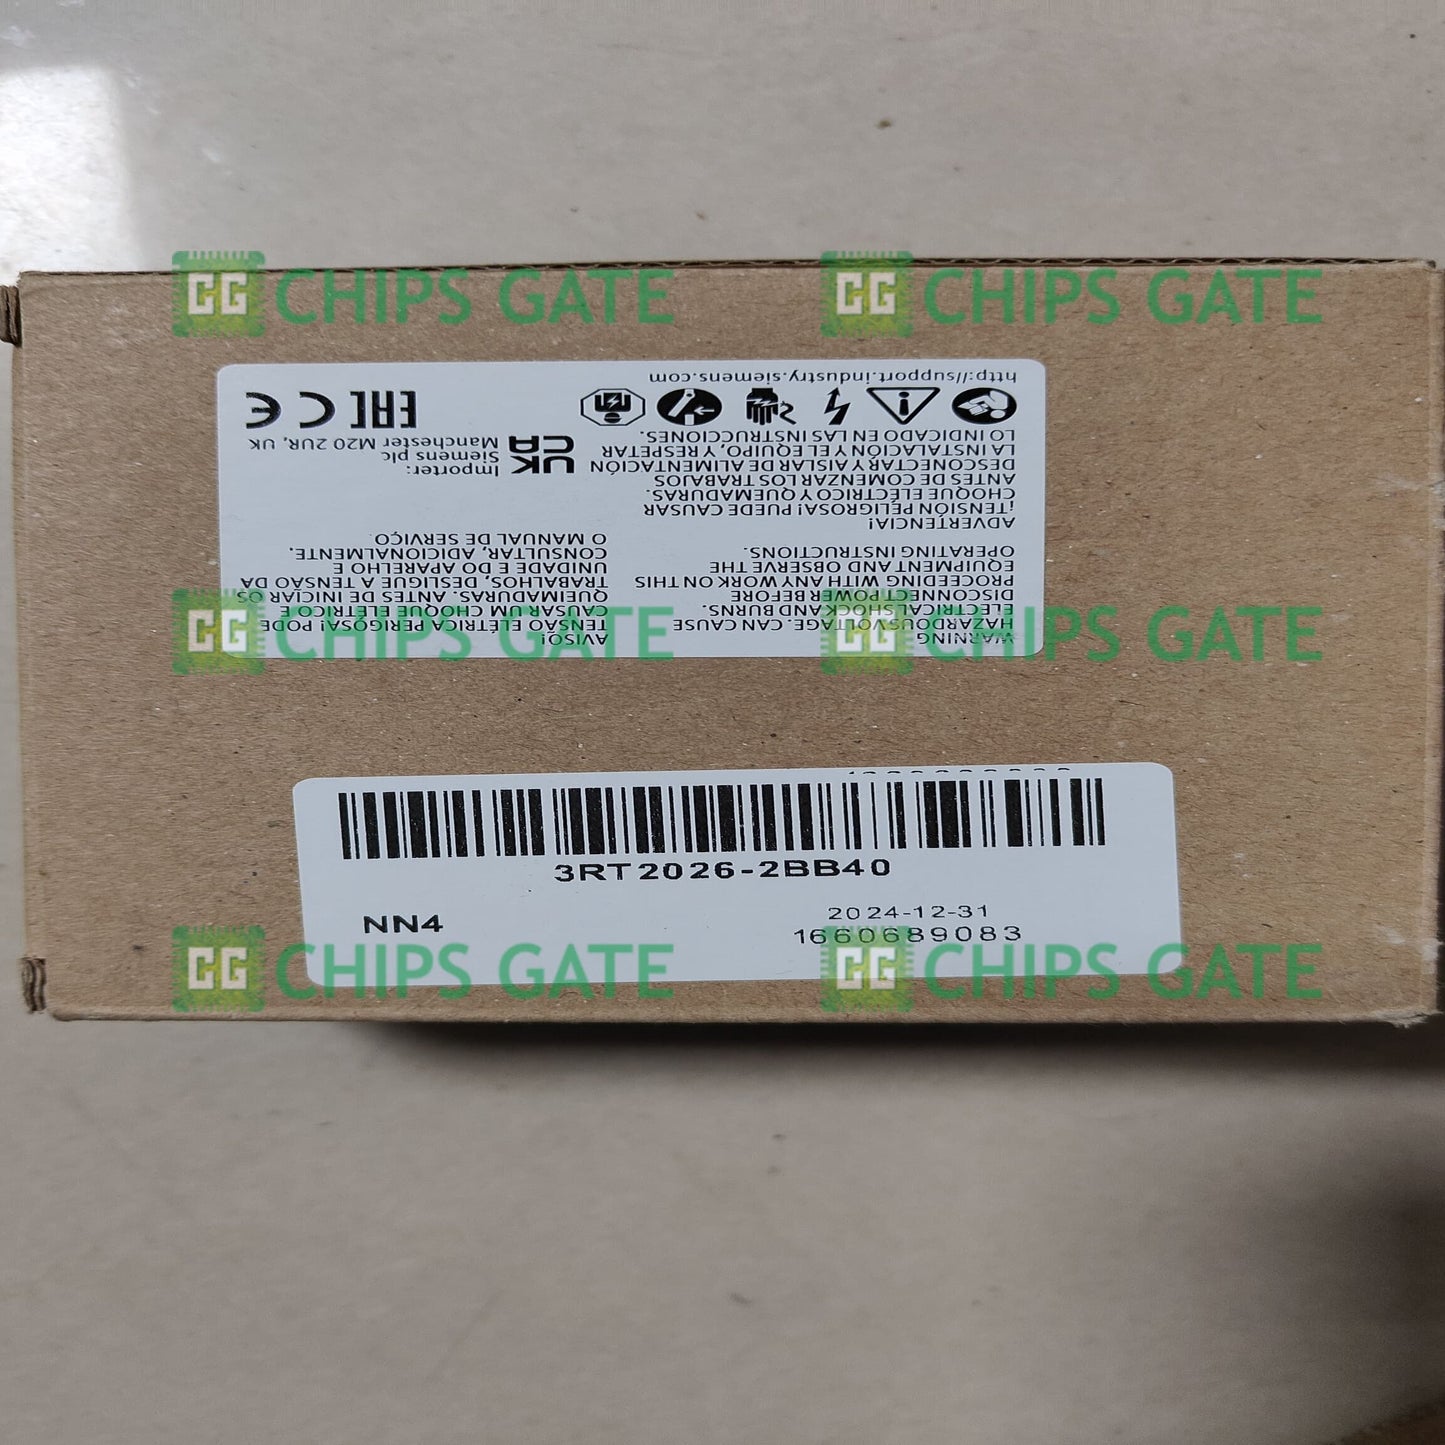 CG CHIPS GATE
CG CHIPS GATE
http://support.industry.siemens.com
WARNING
HAZARDOUS VOLTAGE. CAN CAUSE
ELECTRICAL SHOCK AND BURNS.
DISCONNECT POWER BEFORE
PROCEEDING WITH ANY WORK ON THIS
EQUIPMENT AND OBSERVE THE
OPERATING INSTRUCTIONS.
ADVERTENCIA!
¡TENSIÓN PELIGROSA! PUEDE CAUSAR
CHOQUE ELÉCTRICO Y QUEMADURAS.
ANTES DE COMENZAR LOS TRABAJOS
DESCONECTAR Y AISLAR DE ALIMENTACIÓN
LA INSTALACIÓN Y EL EQUIPO, Y RESPETAR
LO INDICADO EN LAS INSTRUCCIONES.
AVISO!
TENSÃO ELÉTRICA PERIGOSA! PODE
CAUSAR UM CHOQUE ELÉTRICO E
QUEIMADURAS. ANTES DE INICIAR OS
TRABALHOS, DESLIGUE A TENSÃO DA
UNIDADE E DO APARELHO E
CONSULTAR, ADICIONALMENTE,
O MANUAL DE SERVIÇO.
UK
CA
Importer:
Siemens plc
Manchester M20 2UR, UK
EAC
CE
CG CHIPS GATE
CG CHIPS GATE
3RT2026-2BB40
NN4
2024-12-31
1660689083
CG CHIPS GATE
CG CHIPS GATE